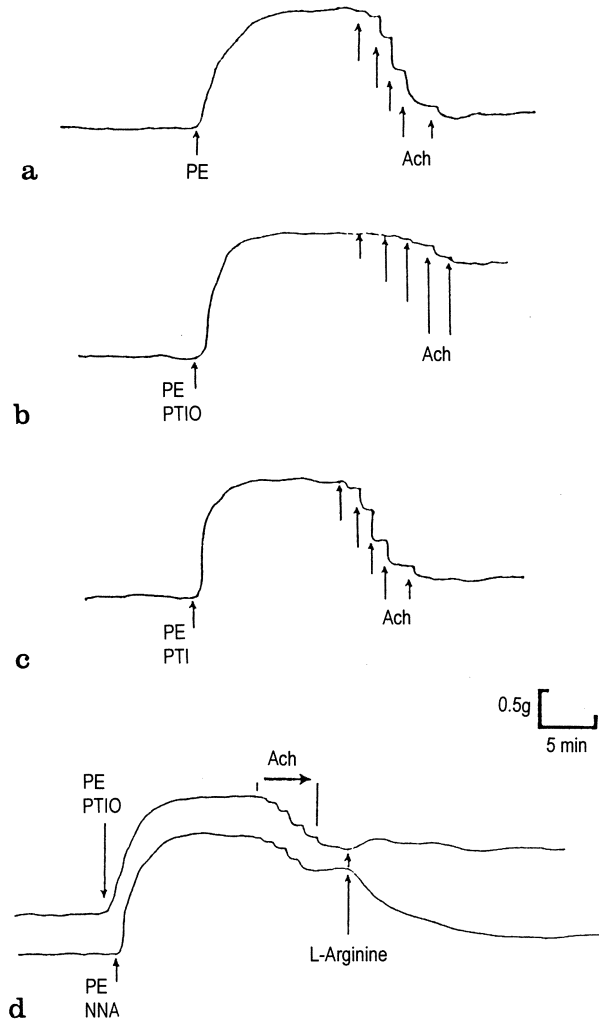 PE
Ach
a
Ach
PE
PTIO
b
Ach
PE
PTI
c
0.5g
5 min
Ach
PE
PTIO
L-Arginine
PE
NNA
d